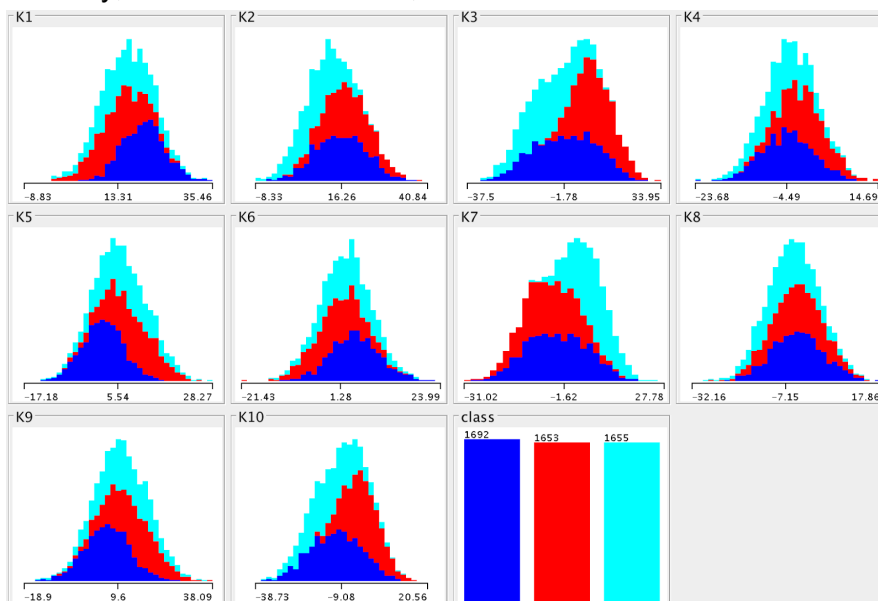 K1
K2
K3
K4
-8.83 13.31 35.46
-8.33 16.26 40.84
-37.5 -1.78 33.95
-23.68 -4.49 14.69
K5
K6
K7
K8
-17.18 5.54 28.27
-21.43 1.28 23.99
-31.02 -1.62 27.78
-32.16 -7.15 17.86
K9
K10
class
1692
1653
1655
-18.9 9.6 38.09
-38.73 -9.08 20.56